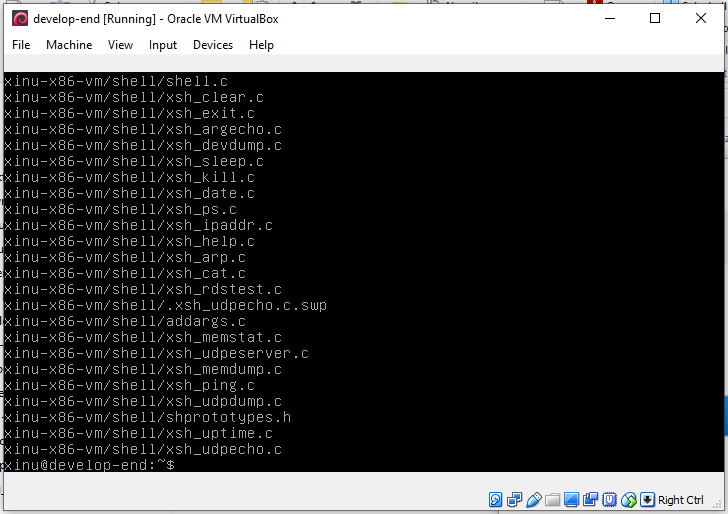 develop-end [Running] - Oracle VM VirtualBox
File Machine View Input Devices Help
xinu-x86-vm/shell/shell.c
xinu-x86-vm/shell/xsh_clear.c
xinu-x86-vm/shell/xsh_exit.c
xinu-x86-vm/shell/xsh_argecho.c
xinu-x86-vm/shell/xsh_devdump.c
xinu-x86-vm/shell/xsh_sleep.c
xinu-x86-vm/shell/xsh_kill.c
xinu-x86-vm/shell/xsh_date.c
xinu-x86-vm/shell/xsh_ps.c
xinu-x86-vm/shell/xsh_ipaddr.c
xinu-x86-vm/shell/xsh_help.c
xinu-x86-vm/shell/xsh_arp.c
xinu-x86-vm/shell/xsh_cat.c
xinu-x86-vm/shell/xsh_rdstest.c
xinu-x86-vm/shell/.xsh_udpecho.c.swp
xinu-x86-vm/shell/addargs.c
xinu-x86-vm/shell/xsh_memstat.c
xinu-x86-vm/shell/xsh_udpeserver.c
xinu-x86-vm/shell/xsh_memdump.c
xinu-x86-vm/shell/xsh_ping.c
xinu-x86-vm/shell/xsh_udpdump.c
xinu-x86-vm/shell/shprototypes.h
xinu-x86-vm/shell/xsh_uptime.c
xinu-x86-vm/shell/xsh_udpecho.c
xinu@develop-end:~$
Right Ctrl